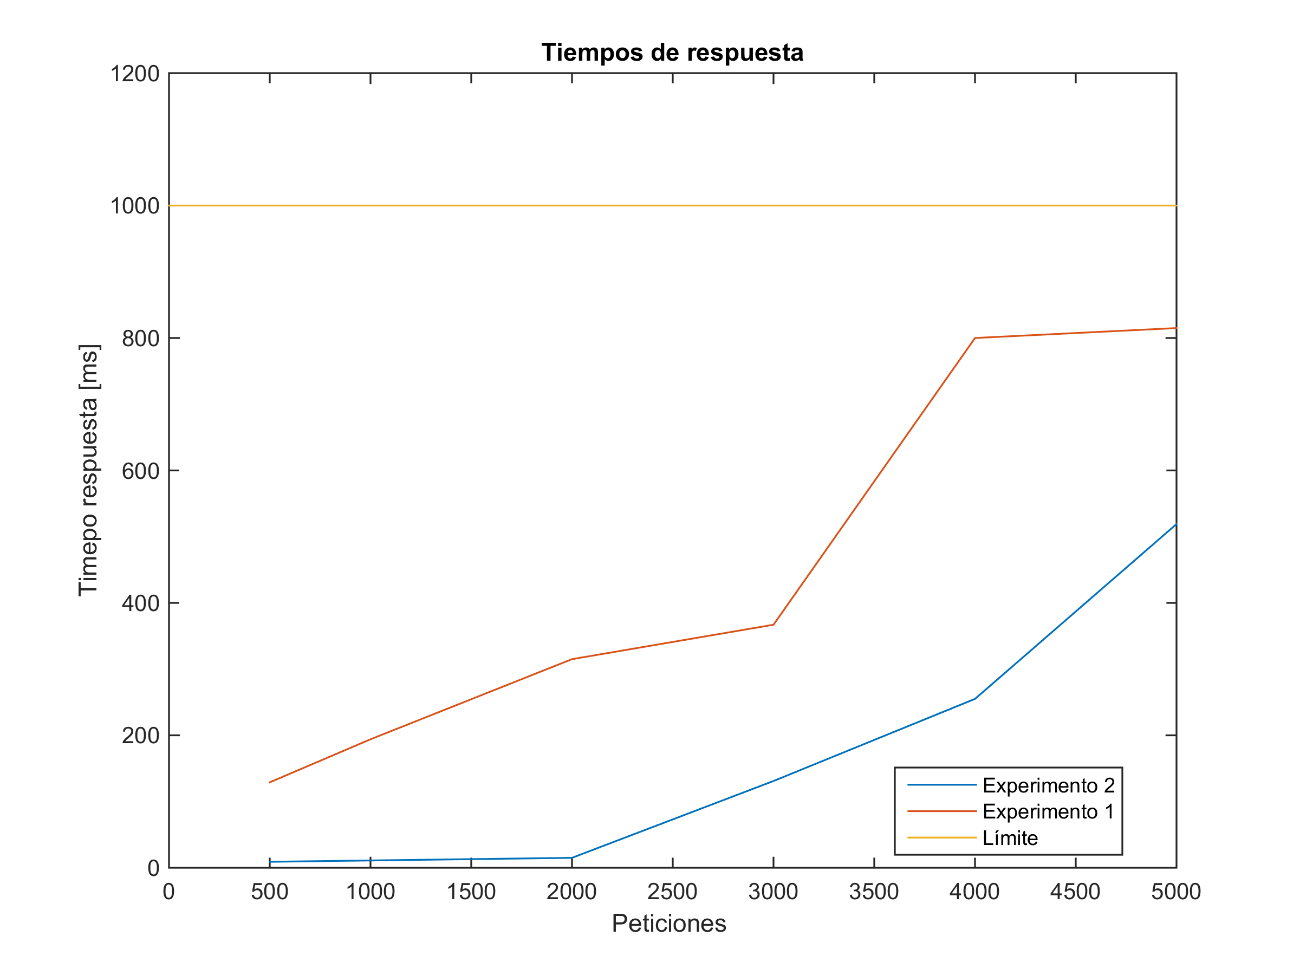 Tiempos de respuesta
1200
1000
800
600
400
200
0
Timepo respuesta [ms]
0 500 1000 1500 2000 2500 3000 3500 4000 4500 5000
Peticiones
Experimento 2
Experimento 1
Límite